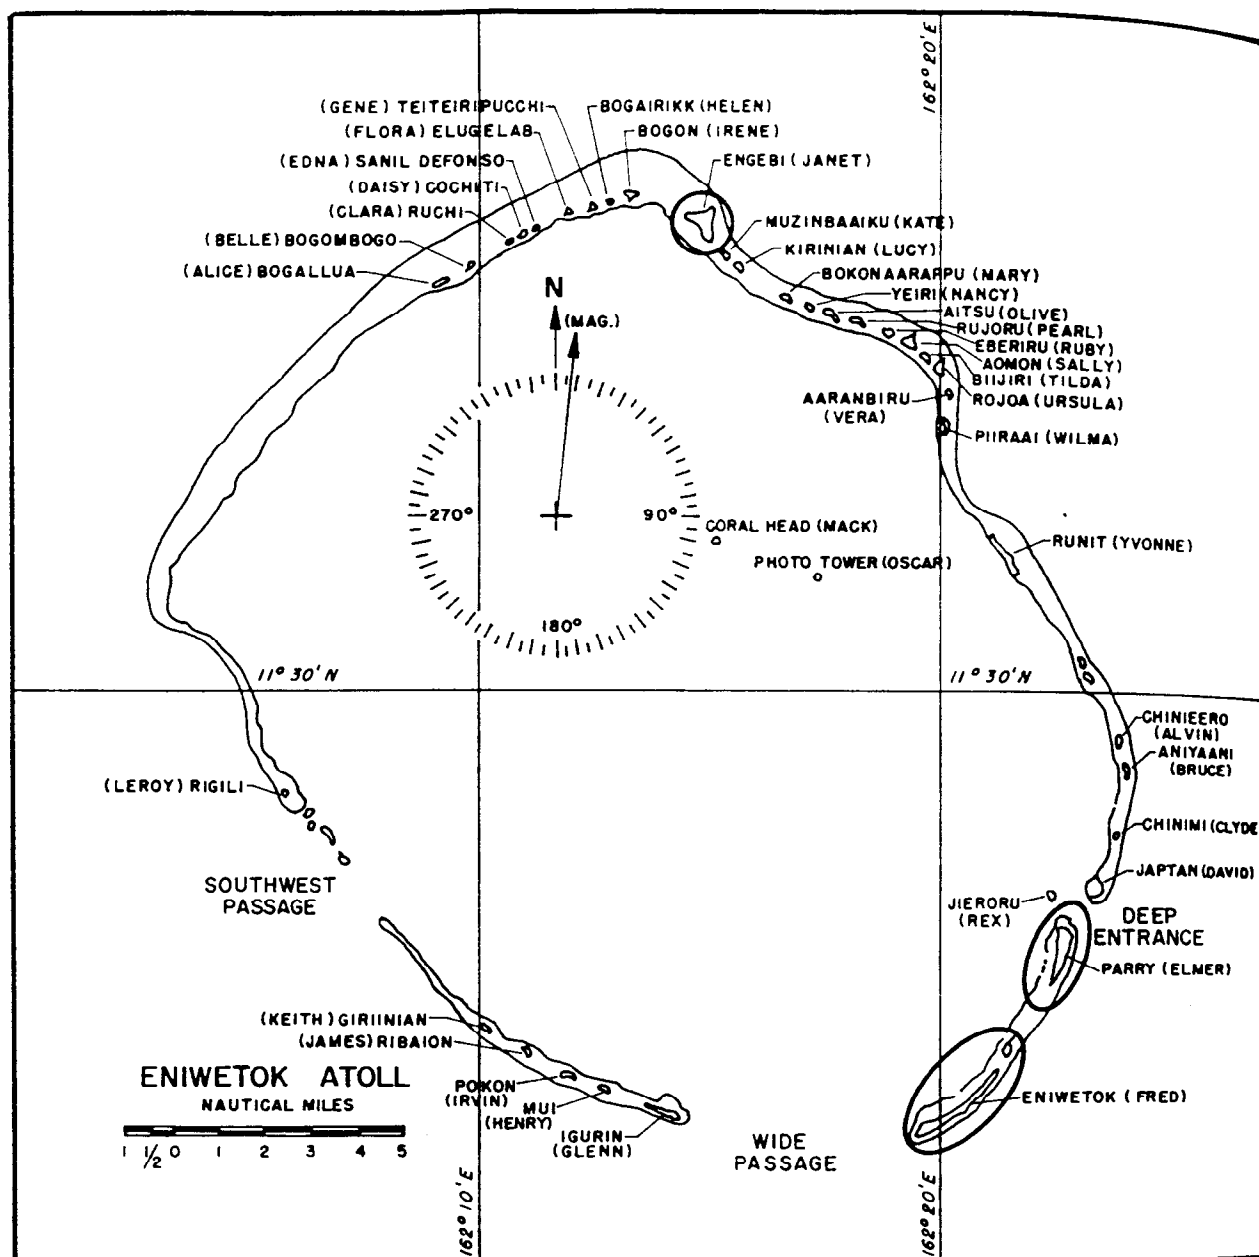 162° 20' E
(GENE) TEITEIRIPUCCHI
BOGAIRIKK (HELEN)
(FLORA) ELUGELAB
BOGON (IRENE)
(EDNA) SANIL DEFONSO
ENGEBI (JANET)
(DAISY) COCHITI
(CLARA) RUCHI
MUZINBAAIKU (KATE)
(BELLE) BOGOMBOGO
KIRINIAN (LUCY)
(ALICE) BOGALLUA
BOKONAARAPPU (MARY)
YEIRI (NANCY)
N
AITSU (OLIVE)
(MAG.)
RUJORU (PEARL)
EBERIRU (RUBY)
AOMON (SALLY)
BIIJIRI (TILDA)
AARANBIRU
(VERA)
ROJOA (URSULA)
PIIRAAI (WILMA)
270°
90°
CORAL HEAD (MACK)
RUNIT (YVONNE)
PHOTO TOWER (OSCAR)
180°
11° 30' N
11° 30' N
CHINIEERO
(ALVIN)
ANIYAANI
(BRUCE)
(LEROY) RIGILI
CHINIMI (CLYDE
JAPTAN (DAVID)
SOUTHWEST
PASSAGE
JIERORU
(REX)
DEEP
ENTRANCE
PARRY (ELMER)
(KEITH) GIRIINIAN
(JAMES) RIBAION
ENIWETOK ATOLL
NAUTICAL MILES
1 1/2 0 1 2 3 4 5
POKON
(IRVIN)
MUI
(HENRY)
IGURIN
(GLENN)
ENIWETOK (FRED)
WIDE
PASSAGE
162° 10' E
162° 20' E